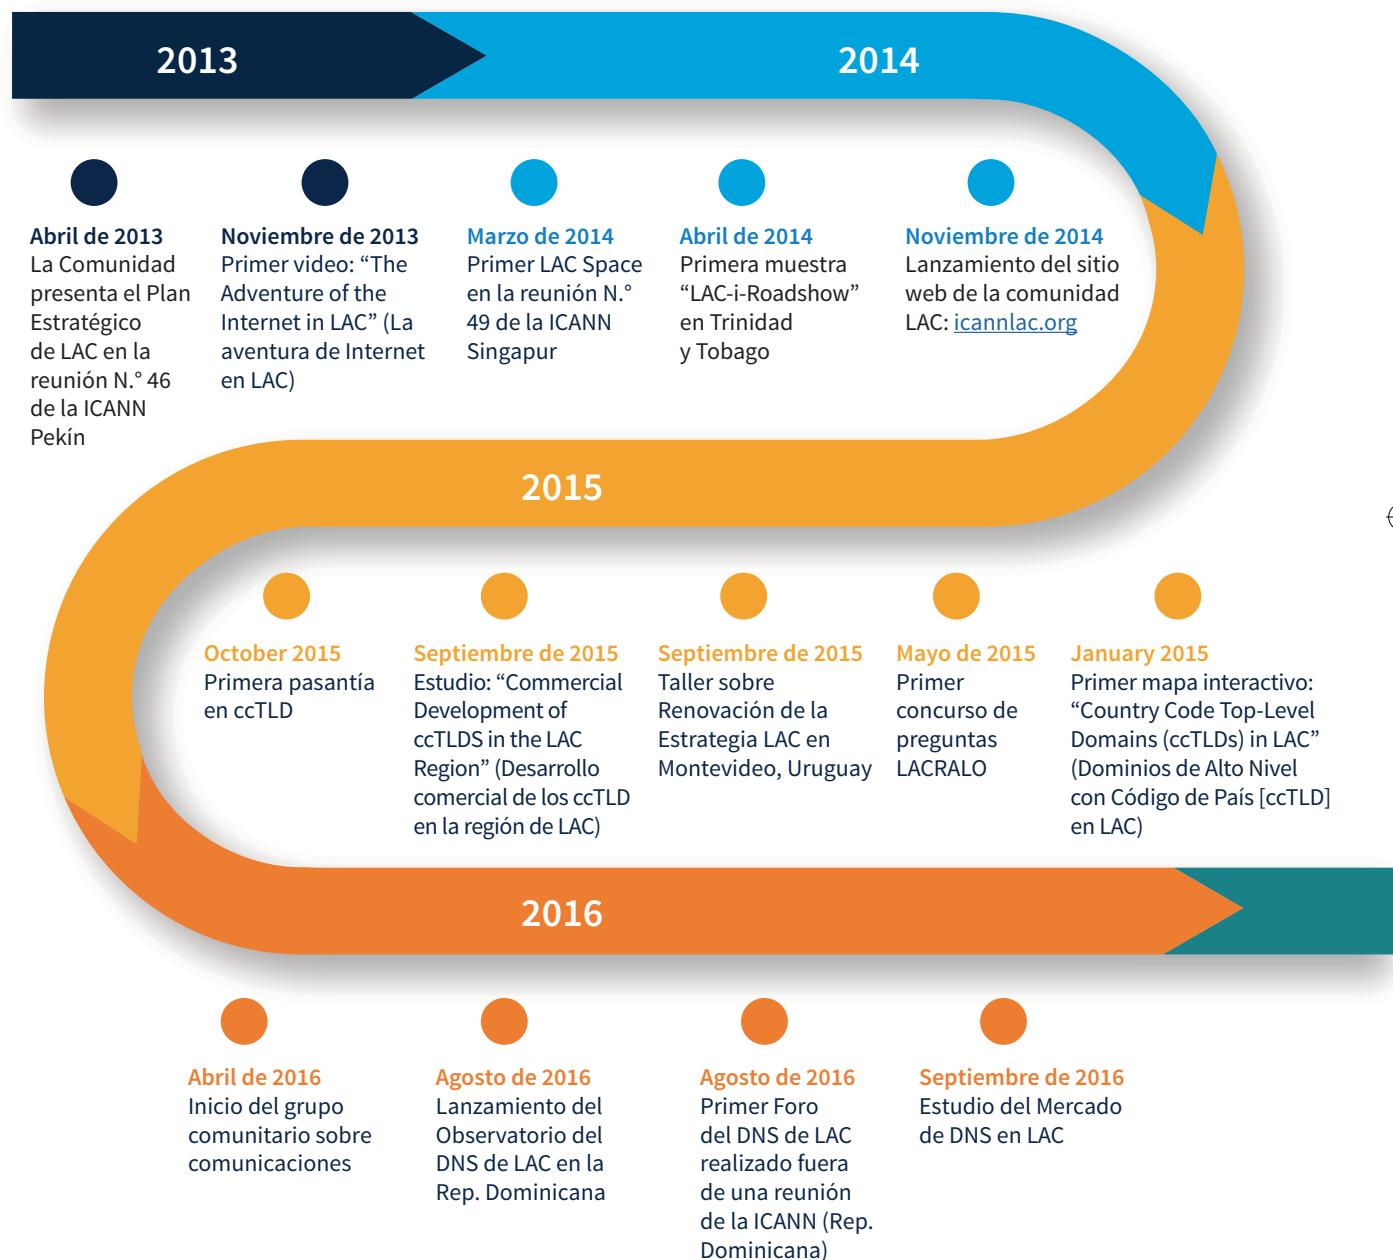 2013
2014
Abril de 2013
La Comunidad
presenta el Plan
Estratégico
de LAC en la
reunión N.° 46
de la ICANN
Pekín
Noviembre de 2013
Primer video: “The
Adventure of the
Internet in LAC” (La
aventura de Internet
en LAC)
Marzo de 2014
Primer LAC Space
en la reunión N.°
49 de la ICANN
Singapur
Abril de 2014
Primera muestra
“LAC-i-Roadshow”
en Trinidad
y Tobago
Noviembre de 2014
Lanzamiento del sitio
web de la comunidad
LAC: icannlac.org
2015
October 2015
Primera pasantía
en ccTLD
Septiembre de 2015
Estudio: “Commercial
Development of
ccTLDS in the LAC
Region” (Desarrollo
comercial de los ccTLD
en la región de LAC)
Septiembre de 2015
Taller sobre
Renovación de la
Estrategia LAC en
Montevideo, Uruguay
Mayo de 2015
Primer
concurso de
preguntas
LACRALO
January 2015
Primer mapa interactivo:
“Country Code Top-Level
Domains (ccTLDs) in LAC”
(Dominios de Alto Nivel
con Código de País [ccTLD]
en LAC)
2016
Abril de 2016
Inicio del grupo
comunitario sobre
comunicaciones
Agosto de 2016
Lanzamiento del
Observatorio del
DNS de LAC en la
Rep. Dominicana
Agosto de 2016
Primer Foro
del DNS de LAC
realizado fuera
de una reunión
de la ICANN (Rep.
Dominicana)
Septiembre de 2016
Estudio del Mercado
de DNS en LAC